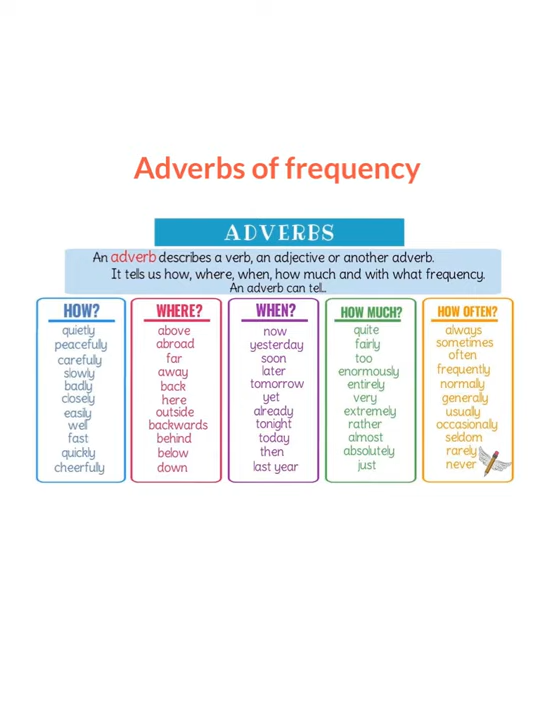 Adverbs of frequency
ADVERBS
An adverb describes a verb, an adjective or another adverb.
It tells us how, where, when, how much and with what frequency.
An adverb can tell...
HOW?
quietly
peacefully
carefully
slowly
badly
closely
easily
well
fast
quickly
cheerfully
WHERE?
above
abroad
far
away
back
here
outside
backwards
behind
below
down
WHEN?
now
yesterday
soon
later
tomorrow
yet
already
tonight
today
then
last year
HOW MUCH?
quite
fairly
too
enormously
entirely
very
extremely
rather
almost
absolutely
just
HOW OFTEN?
always
sometimes
often
frequently
normally
generally
usually
occasionaly
seldom
rarely
never